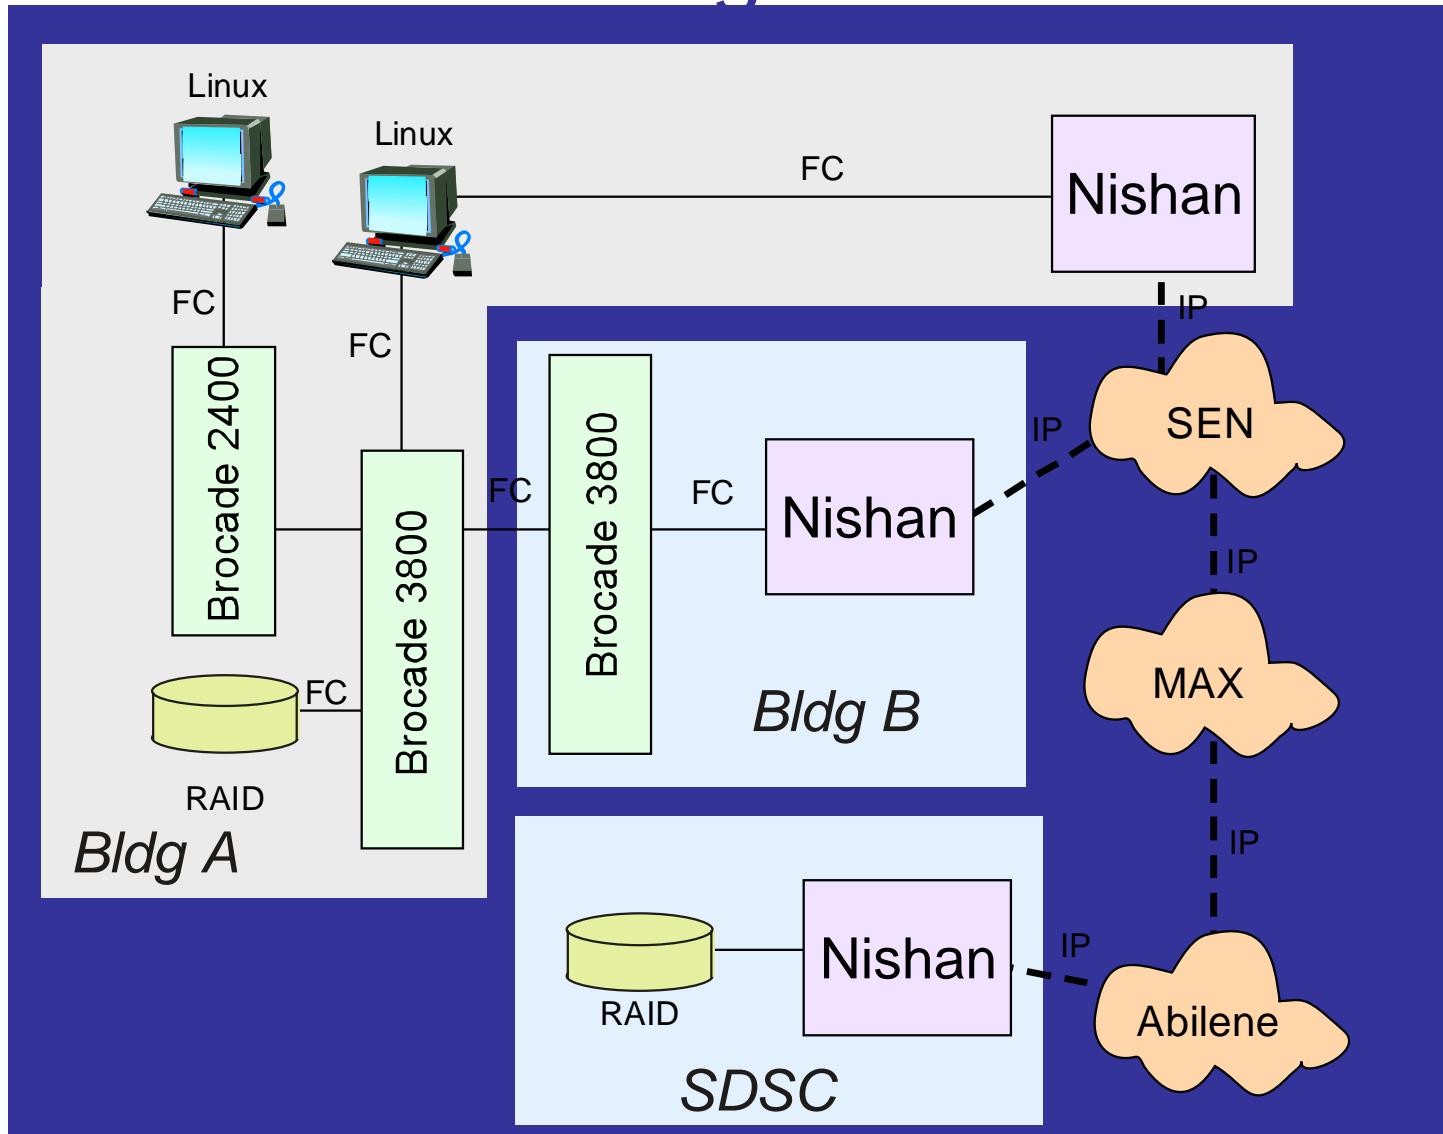 Linux
Linux
FC
Nishan
FC
IP
FC
SEN
IP
Brocade 2400
Brocade 3800
FC
Brocade 3800
FC
Nishan
IP
MAX
FC
RAID
Bldg A
Bldg B
IP
Nishan
RAID
SDSC
IP
Abilene